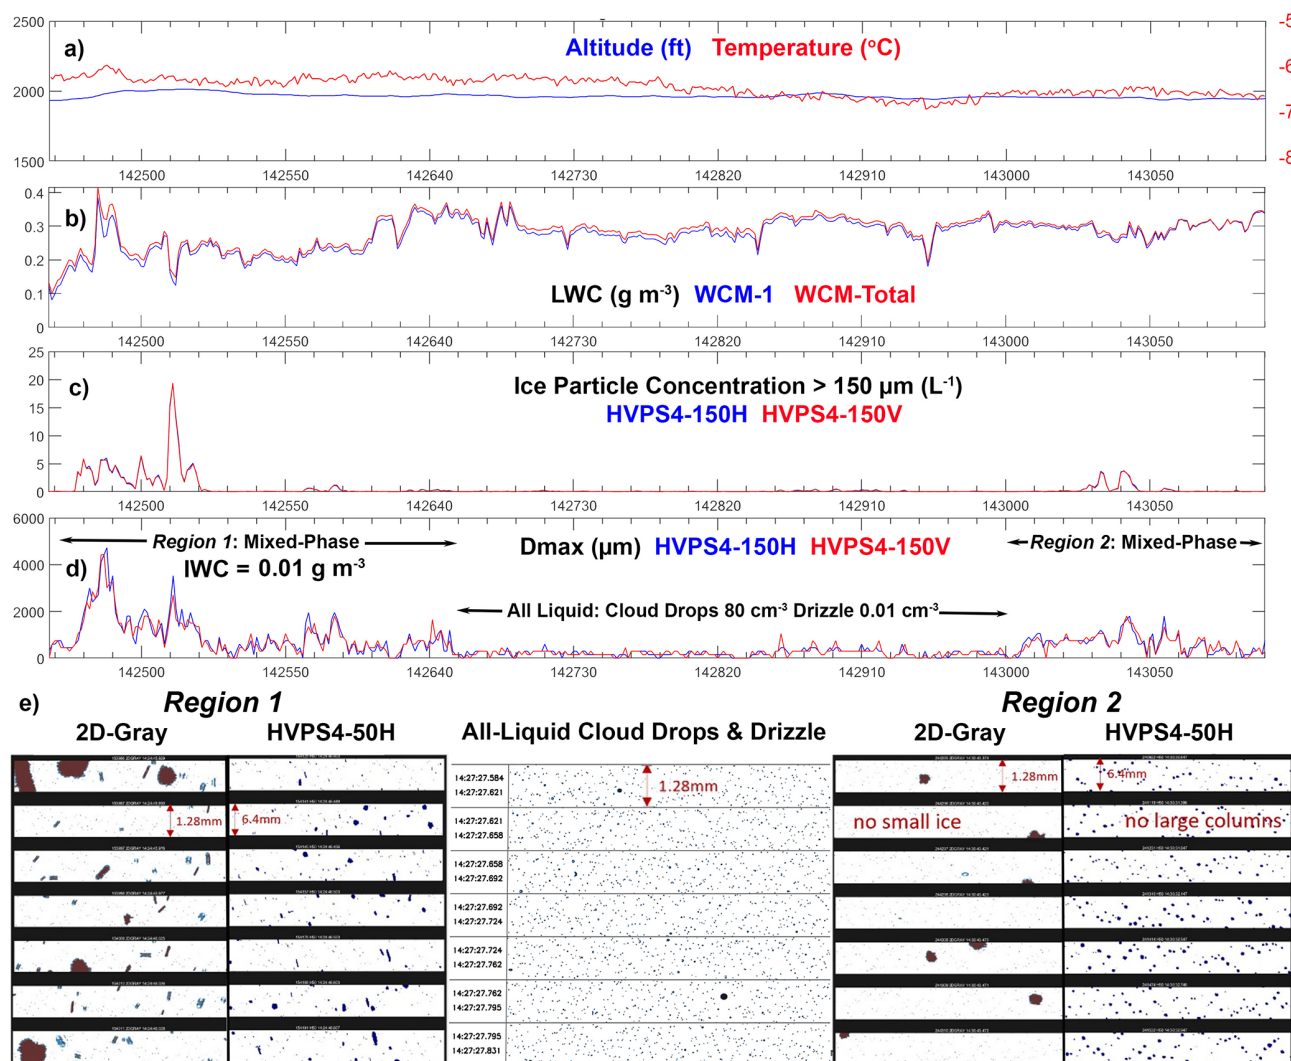 2500
a)
Altitude (ft) Temperature (°C)
-5
-6
2000
-7
1500
-8
142500 142550 142640 142730 142820 142910 143000 143050
0.4
b)
0.3
0.2
0.1
LWC (g m-3) WCM-1 WCM-Total
0
142500 142550 142640 142730 142820 142910 143000 143050
25
c)
20
Ice Particle Concentration > 150 µm (L-1)
15
HVPS4-150H HVPS4-150V
10
5
0
142500 142550 142640 142730 142820 142910 143000 143050
6000
Region 1: Mixed-Phase
Dmax (µm) HVPS4-150H HVPS4-150V
Region 2: Mixed-Phase
d)
IWC = 0.01 g m-3
4000
All Liquid: Cloud Drops 80 cm-3 Drizzle 0.01 cm-3
2000
0
142500 142550 142640 142730 142820 142910 143000 143050
e)
Region 1
Region 2
2D-Gray HVPS4-50H
All-Liquid Cloud Drops & Drizzle
2D-Gray HVPS4-50H
14:27:27.584
14:27:27.621
1.28mm
1.28mm
6.4mm
1.28mm
6.4mm
14:27:27.621
14:27:27.658
no small ice
no large columns
14:27:27.658
14:27:27.692
14:27:27.692
14:27:27.724
14:27:27.724
14:27:27.762
14:27:27.762
14:27:27.795
14:27:27.795
14:27:27.831